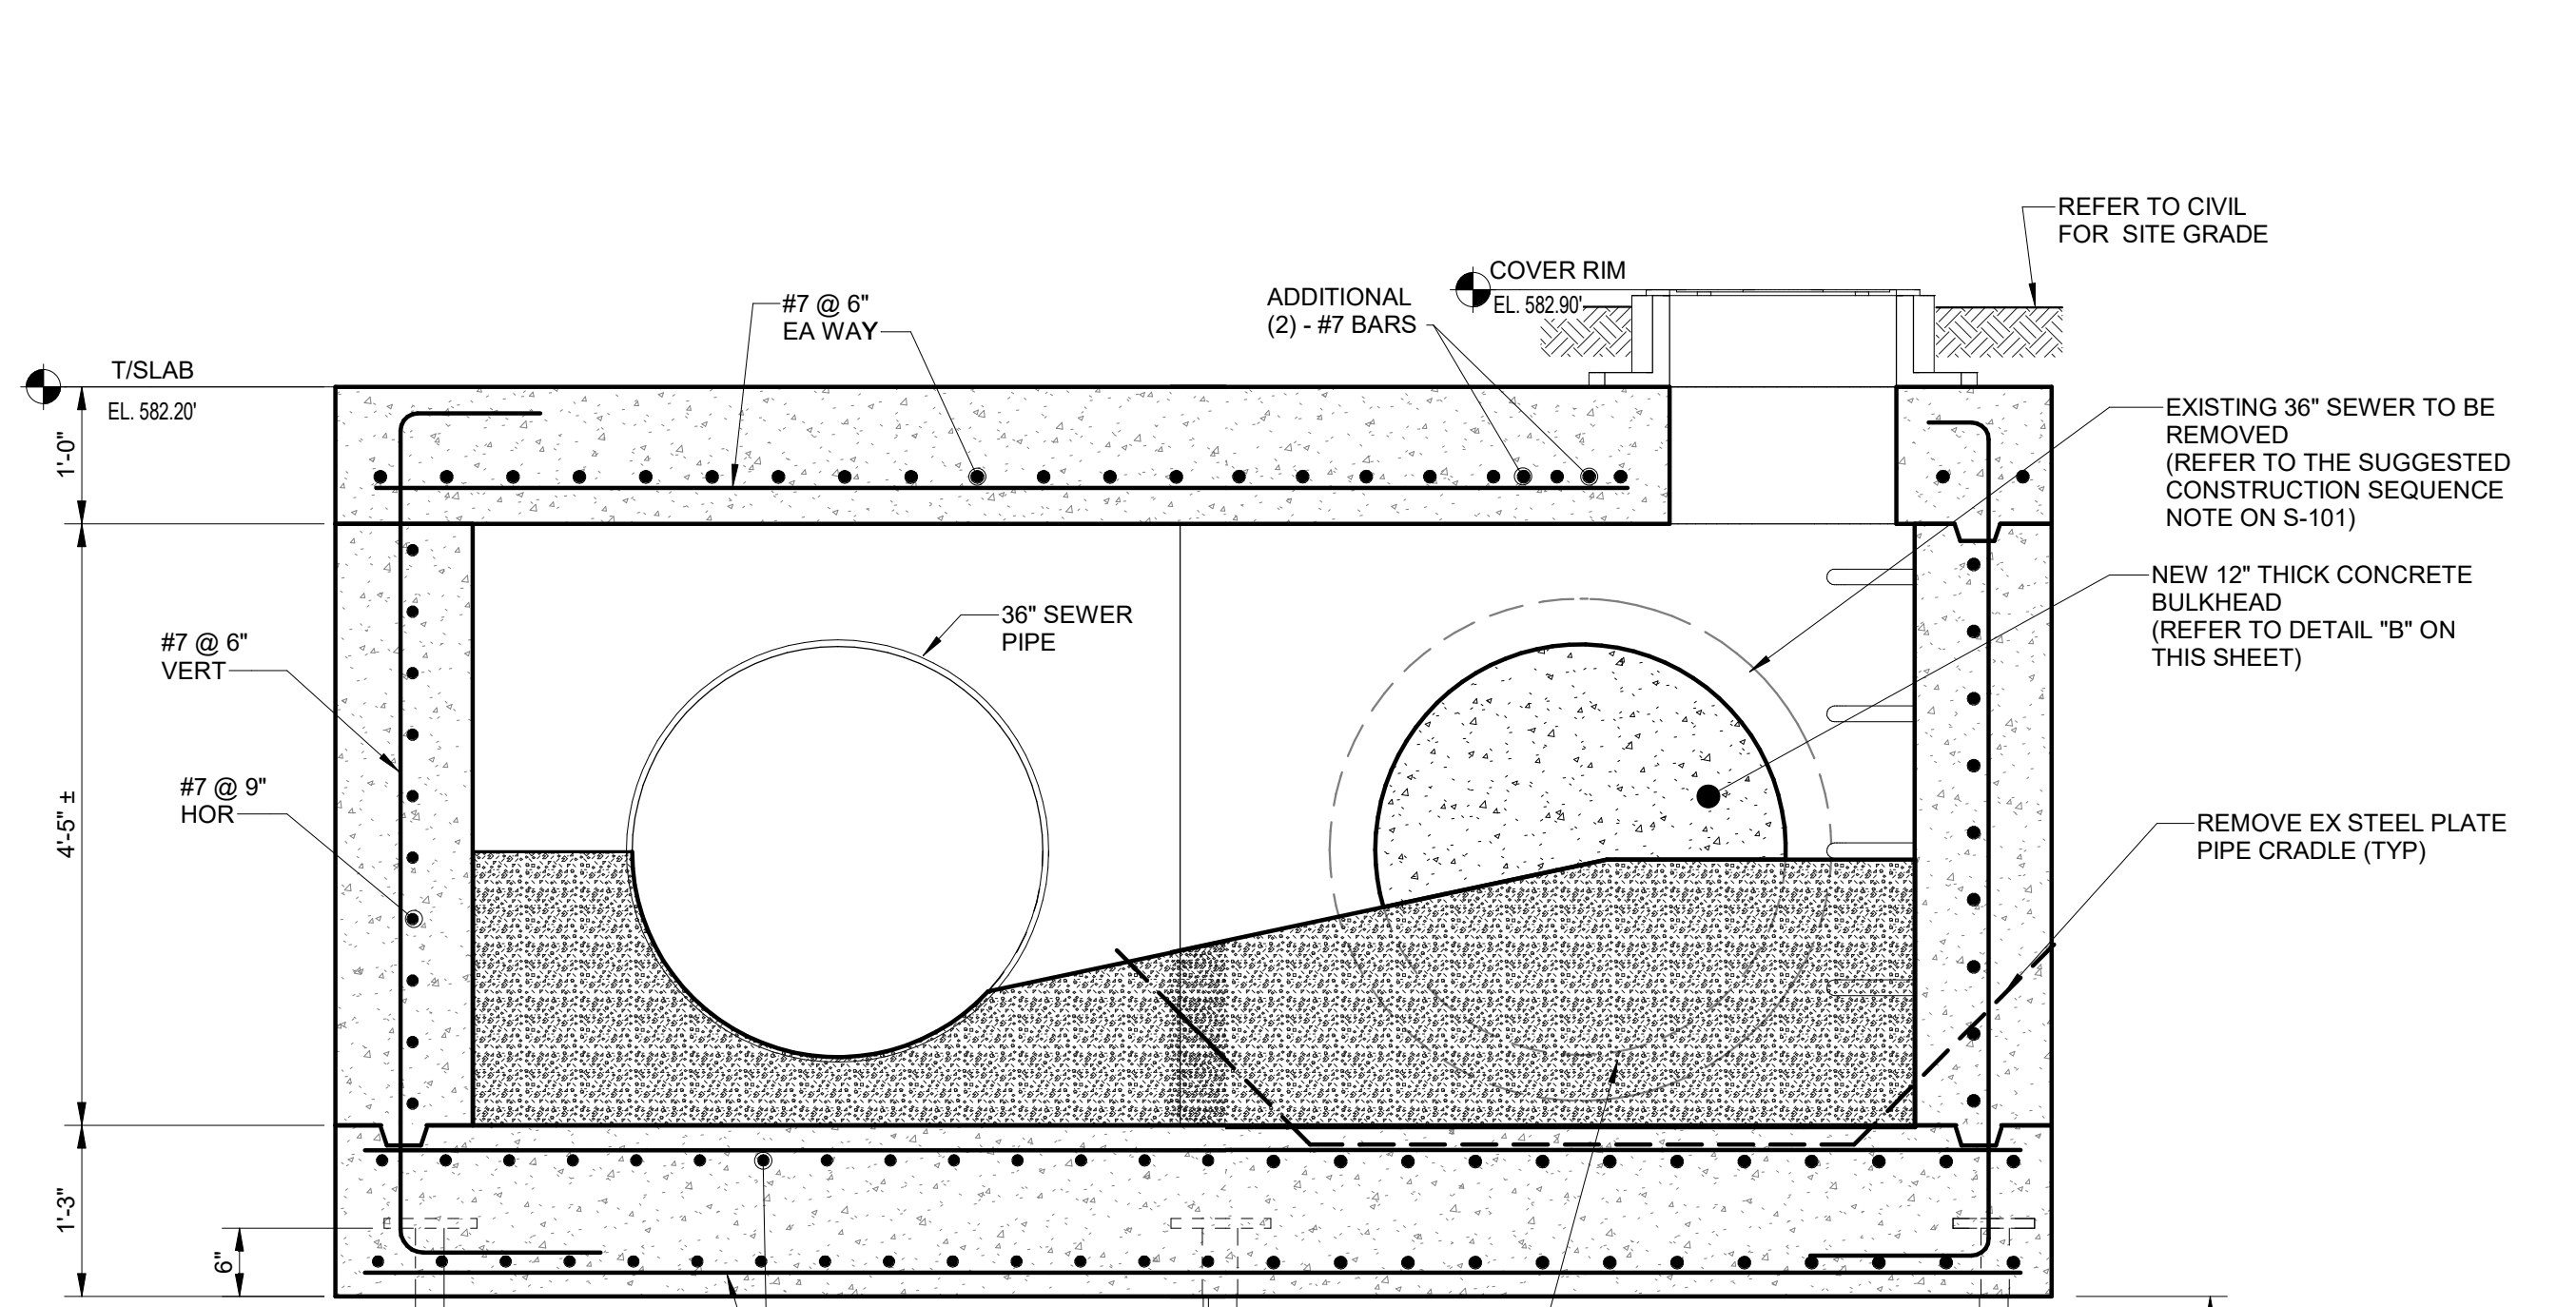 REFER TO CIVIL
FOR SITE GRADE
COVER RIM
EL. 582.90'
ADDITIONAL
(2) - #7 BARS
#7 @ 6"
EA WAY
T/SLAB
EL. 582.20'
1'-0"
EXISTING 36" SEWER TO BE
REMOVED
(REFER TO THE SUGGESTED
CONSTRUCTION SEQUENCE
NOTE ON S-101)
NEW 12" THICK CONCRETE
BULKHEAD
(REFER TO DETAIL "B" ON
THIS SHEET)
36" SEWER
PIPE
#7 @ 6"
VERT
#7 @ 9"
HOR
4'-5" ±
REMOVE EX STEEL PLATE
PIPE CRADLE (TYP)
1'-3"
6"